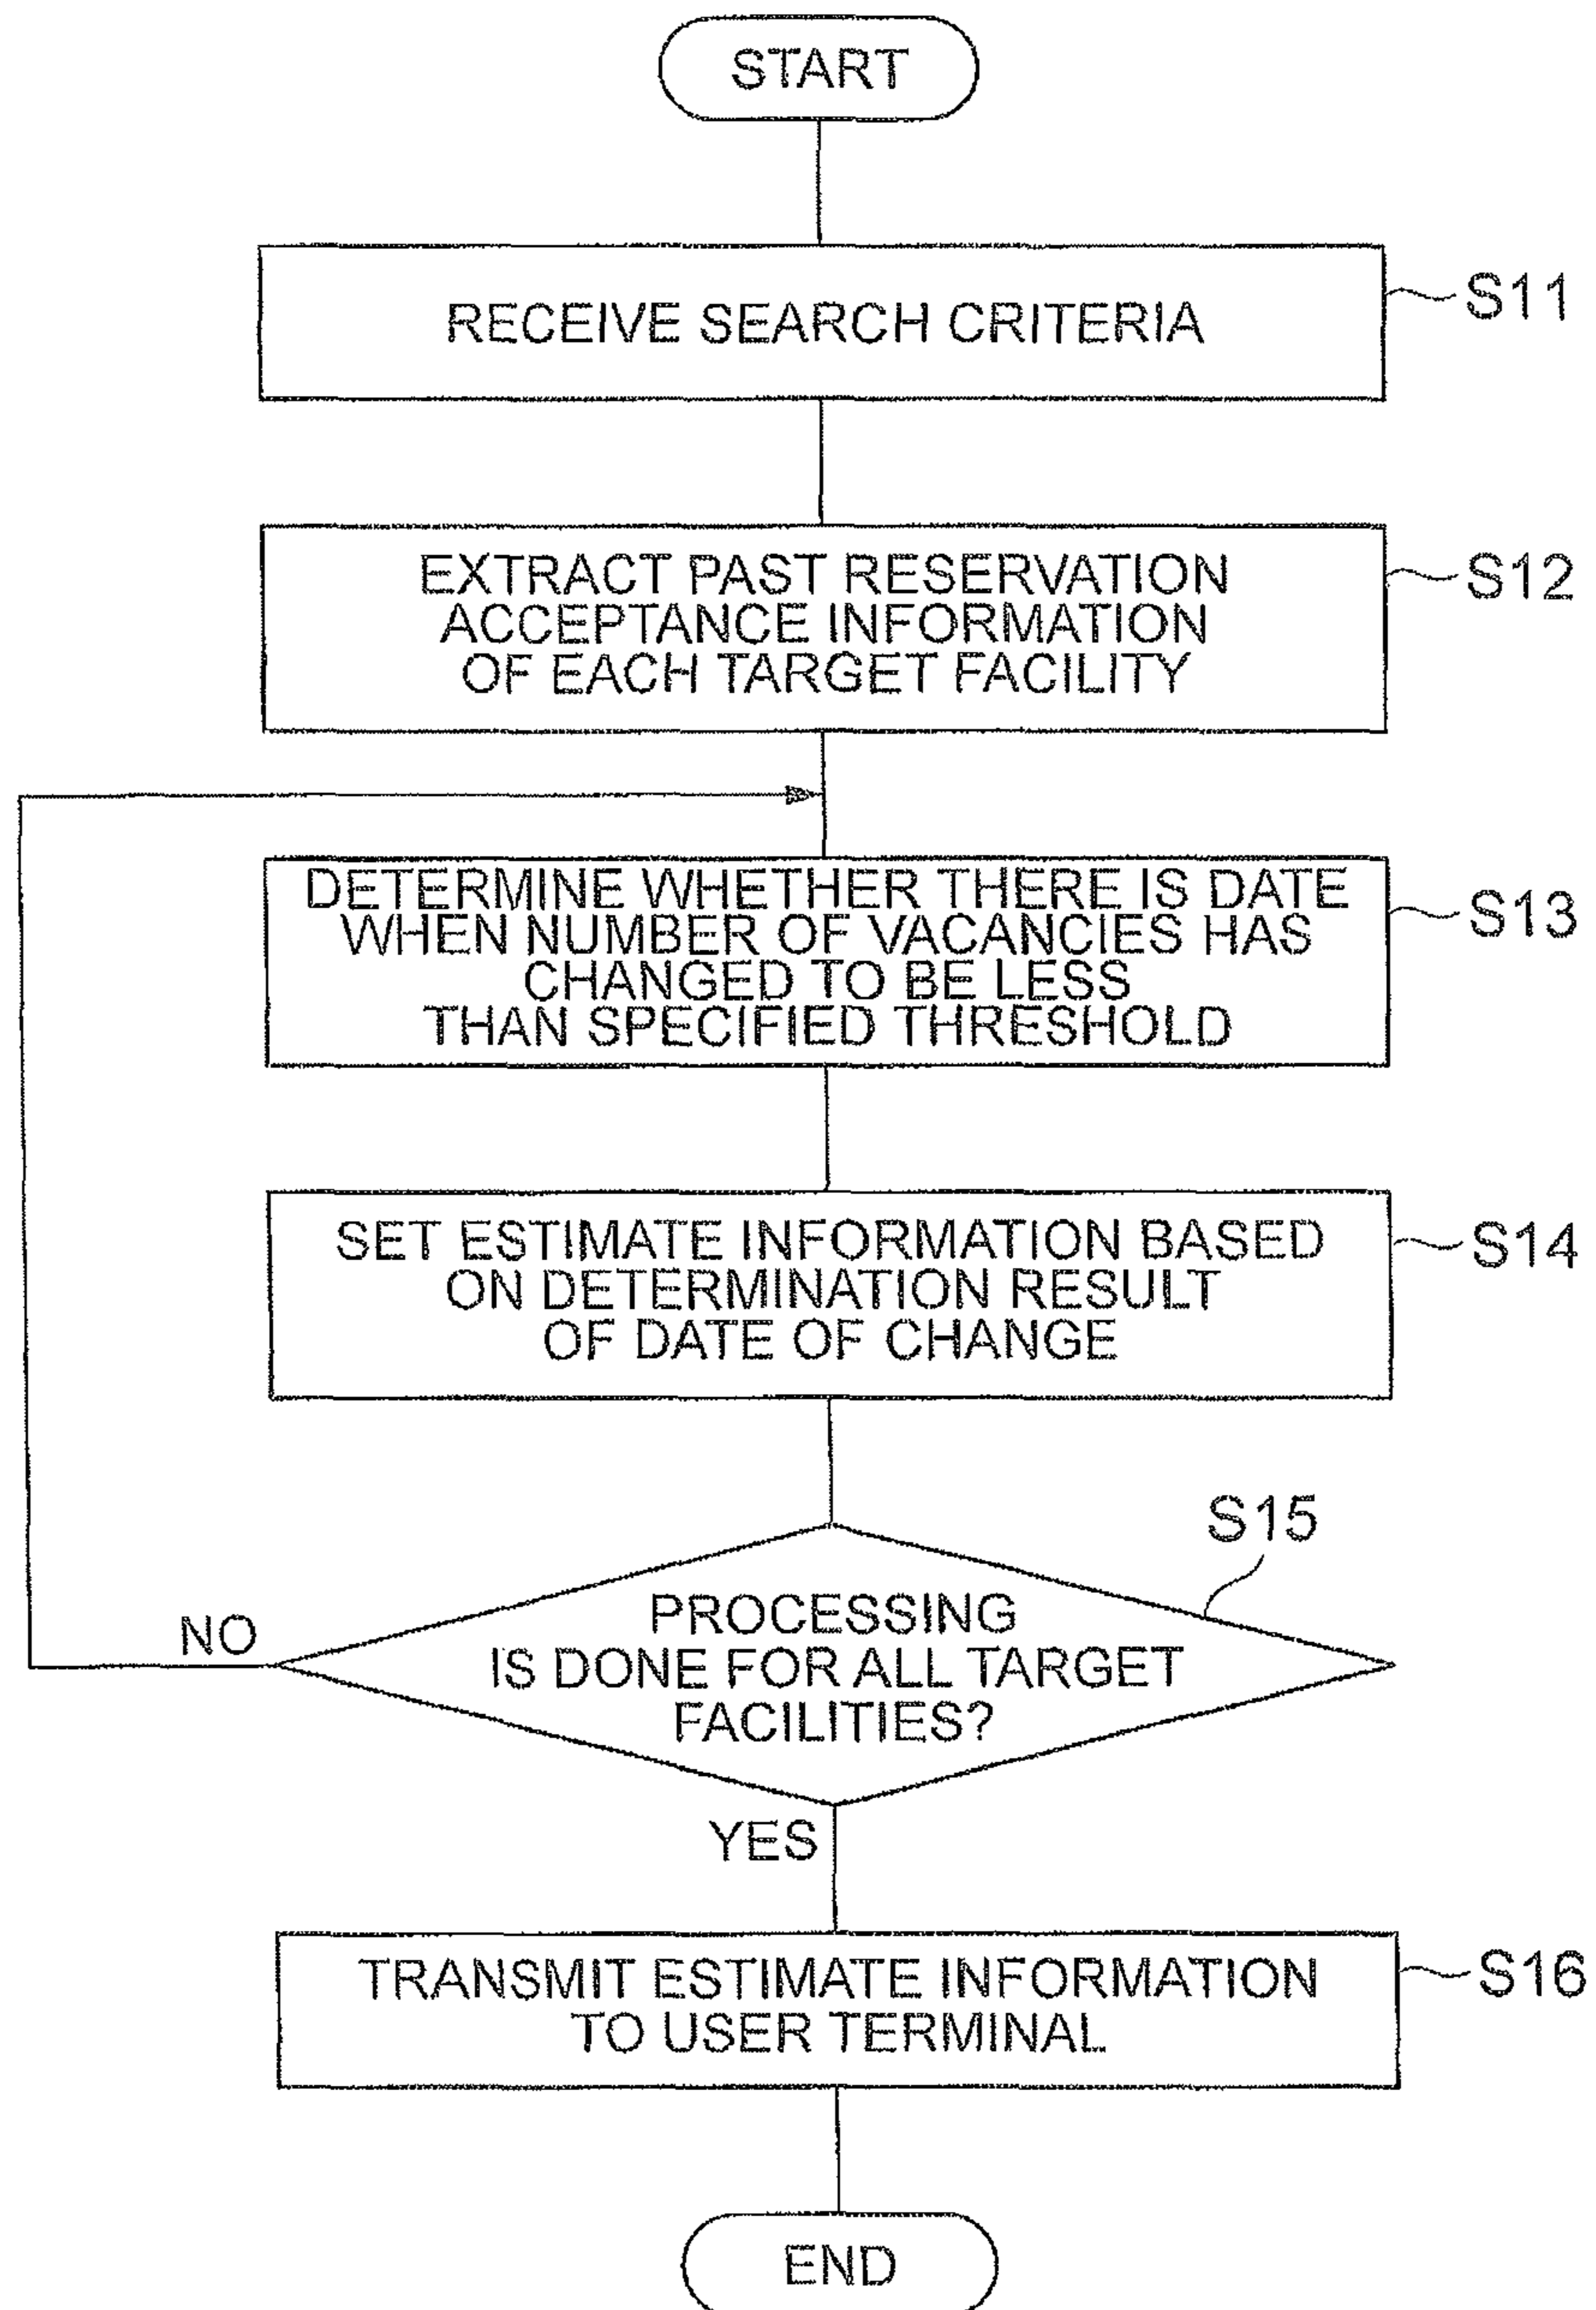 START
RECEIVE SEARCH CRITERIA
S11
EXTRACT PAST RESERVATION
ACCEPTANCE INFORMATION
OF EACH TARGET FACILITY
S12
DETERMINE WHETHER THERE IS DATE
WHEN NUMBER OF VACANCIES HAS
CHANGED TO BE LESS
THAN SPECIFIED THRESHOLD
S13
SET ESTIMATE INFORMATION BASED
ON DETERMINATION RESULT
OF DATE OF CHANGE
S14
S15
PROCESSING
IS DONE FOR ALL TARGET
FACILITIES?
NO
YES
TRANSMIT ESTIMATE INFORMATION
TO USER TERMINAL
S16
END